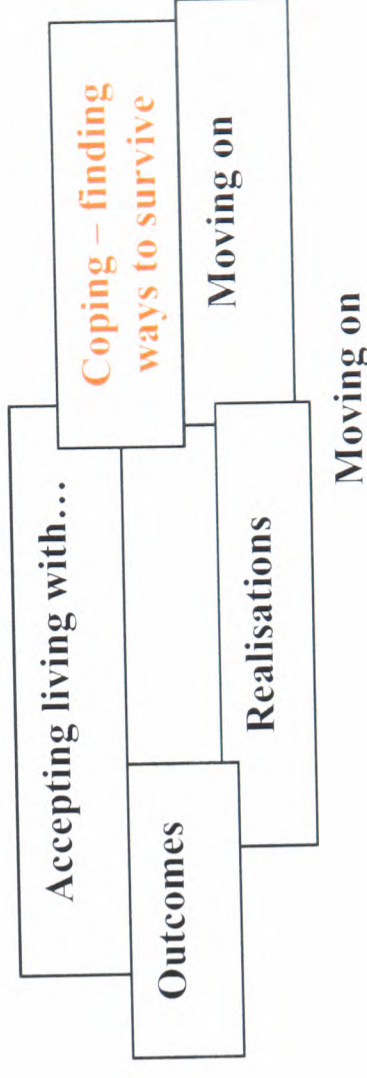 Accepting living with...
Coping – finding
ways to survive
Outcomes
Moving on
Realisations
Moving on